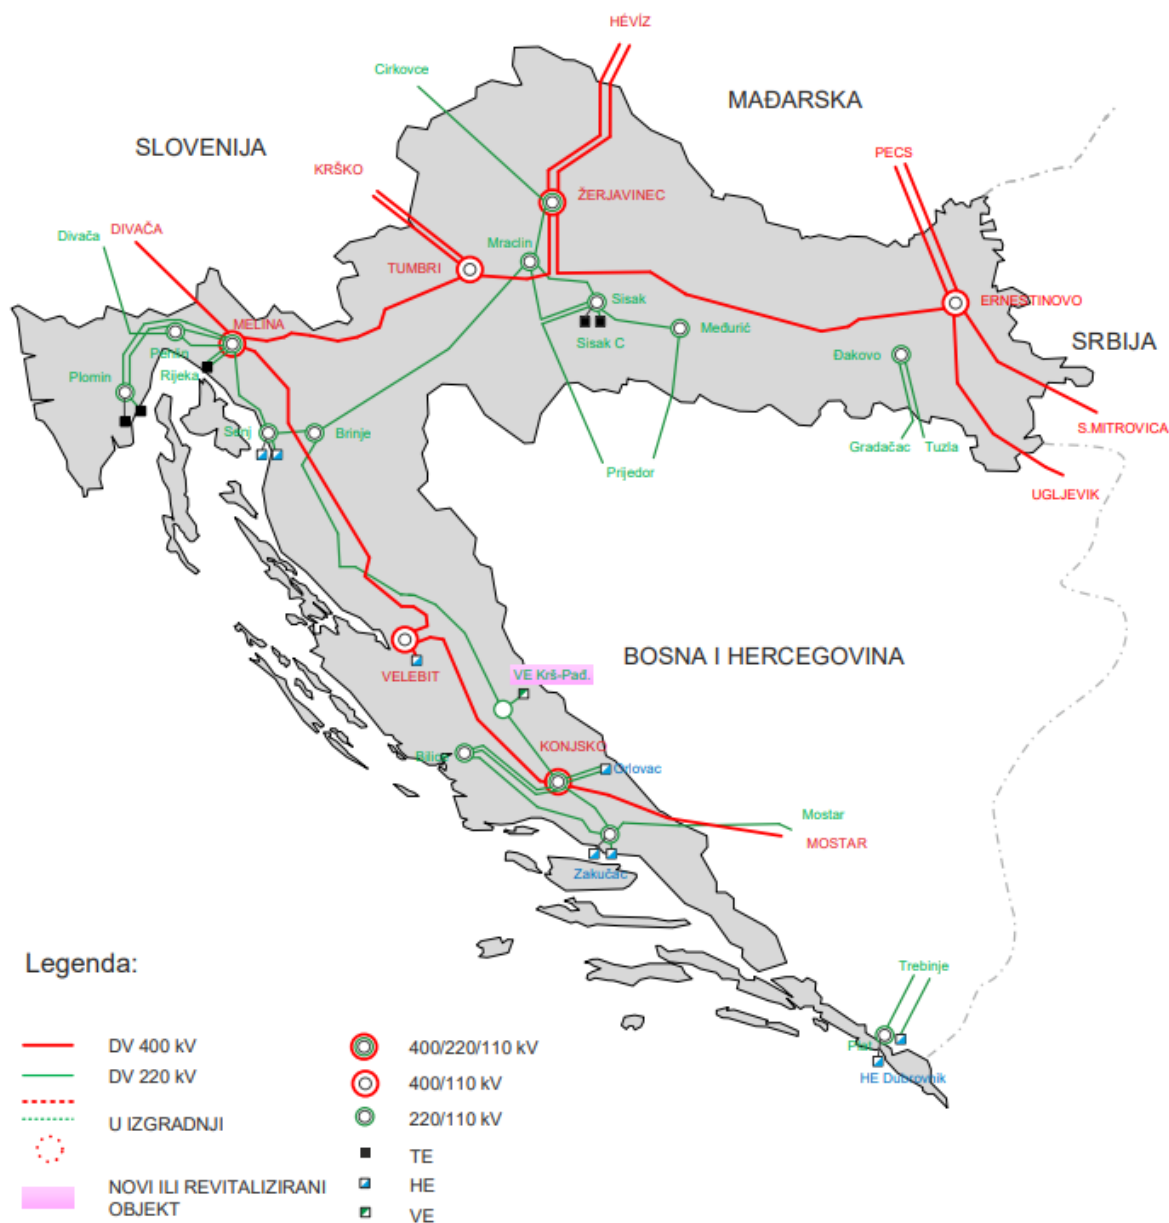 HÉVÍZ
Cirkovce
MAĐARSKA
SLOVENIJA
PECS
KRŠKO
ŽERJAVINEC
DIVAČA
Divača
Mraclin
TUMBRI
Sisak
ERNESTINOVO
MELINA
Međurić
SRBIJA
Sisak C
Pehlin
Đakovo
Rijeka
Plomin
S.MITROVICA
Senj
Brinje
Gradačac
Tuzla
Prijedor
UGLJEVIK
BOSNA I HERCEGOVINA
VELEBIT
VE Krš-Pađ.
KONJSKO
Bilice
Orlovac
Mostar
MOSTAR
Zakučac
Legenda:
Trebinje
DV 400 kV
400/220/110 kV
Plat
DV 220 kV
400/110 kV
HE Dubrovnik
U IZGRADNJI
220/110 kV
TE
NOVI ILI REVITALIZIRANI
HE
OBJEKT
VE